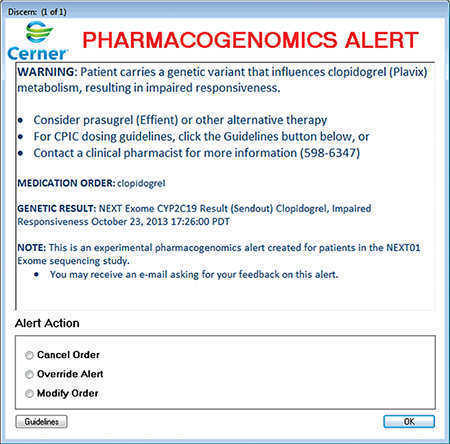 Discern: (1 of 1)
Cerner
PHARMACOGENOMICS ALERT
WARNING: Patient carries a genetic variant that influences clopidogrel (Plavix)
metabolism, resulting in impaired responsiveness.
• Consider prasugrel (Effient) or other alternative therapy
• For CPIC dosing guidelines, click the Guidelines button below, or
• Contact a clinical pharmacist for more information (598-6347)
MEDICATION ORDER: clopidogrel
GENETIC RESULT: NEXT Exome CYP2C19 Result (Sendout) Clopidogrel, Impaired
Responsiveness October 23, 2013 17:26:00 PDT
NOTE: This is an experimental pharmacogenomics alert created for patients in the NEXT01
Exome sequencing study.
• You may receive an e-mail asking for your feedback on this alert.
Alert Action
Cancel Order
Override Alert
Modify Order
Guidelines
OK